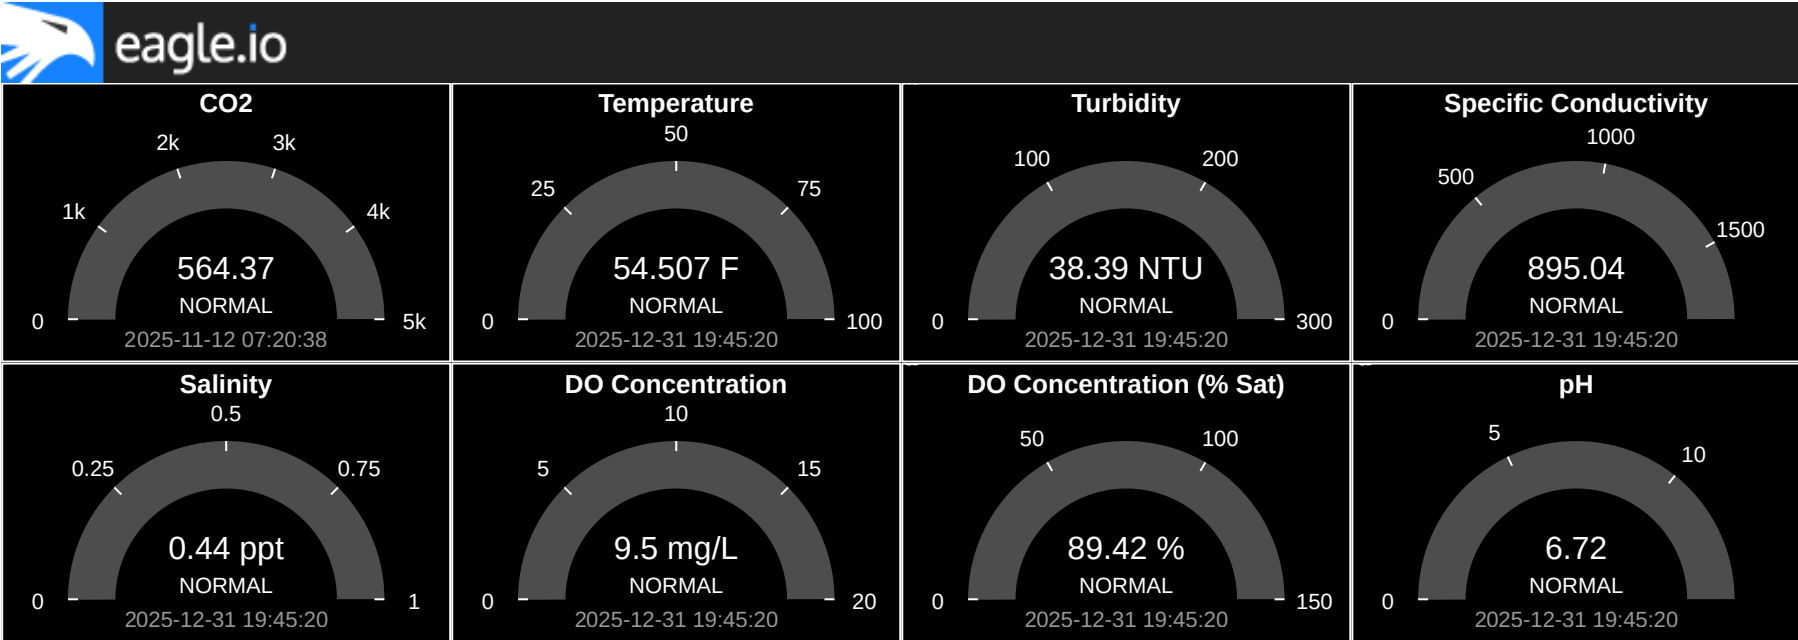 eagle.io
CO2
2k
3k
1k
4k
564.37
NORMAL
0
5k
2025-11-12 07:20:38
Temperature
50
25
75
54.507 F
NORMAL
0
100
2025-12-31 19:45:20
Turbidity
100
200
38.39 NTU
NORMAL
0
300
2025-12-31 19:45:20
Specific Conductivity
1000
500
1500
895.04
NORMAL
0
2025-12-31 19:45:20
Salinity
0.5
0.25
0.75
0.44 ppt
NORMAL
0
1
2025-12-31 19:45:20
DO Concentration
10
5
15
9.5 mg/L
NORMAL
0
20
2025-12-31 19:45:20
DO Concentration (% Sat)
50
100
89.42 %
NORMAL
0
150
2025-12-31 19:45:20
pH
5
10
6.72
NORMAL
0
2025-12-31 19:45:20